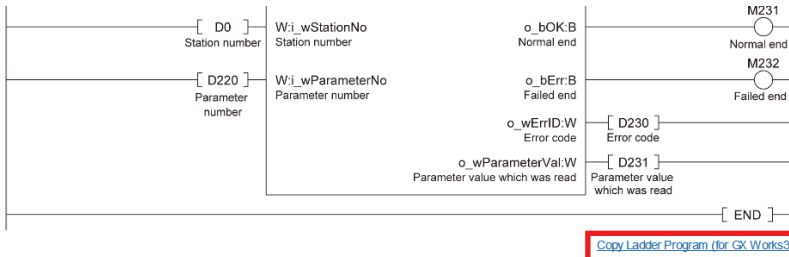 M231
[ D0 ] W:i_wStationNo o_bOK:B
Station number Station number Normal end Normal end
M232
[ D220 ] W:i_wParameterNo o_bErr:B
Parameter number Parameter number Failed end Failed end
o_wErrID:W [ D230 ]
Error code Error code
o_wParameterVal:W [ D231 ]
Parameter value which was read Parameter value
which was read
[ END ]
Copy Ladder Program (for GX Works3